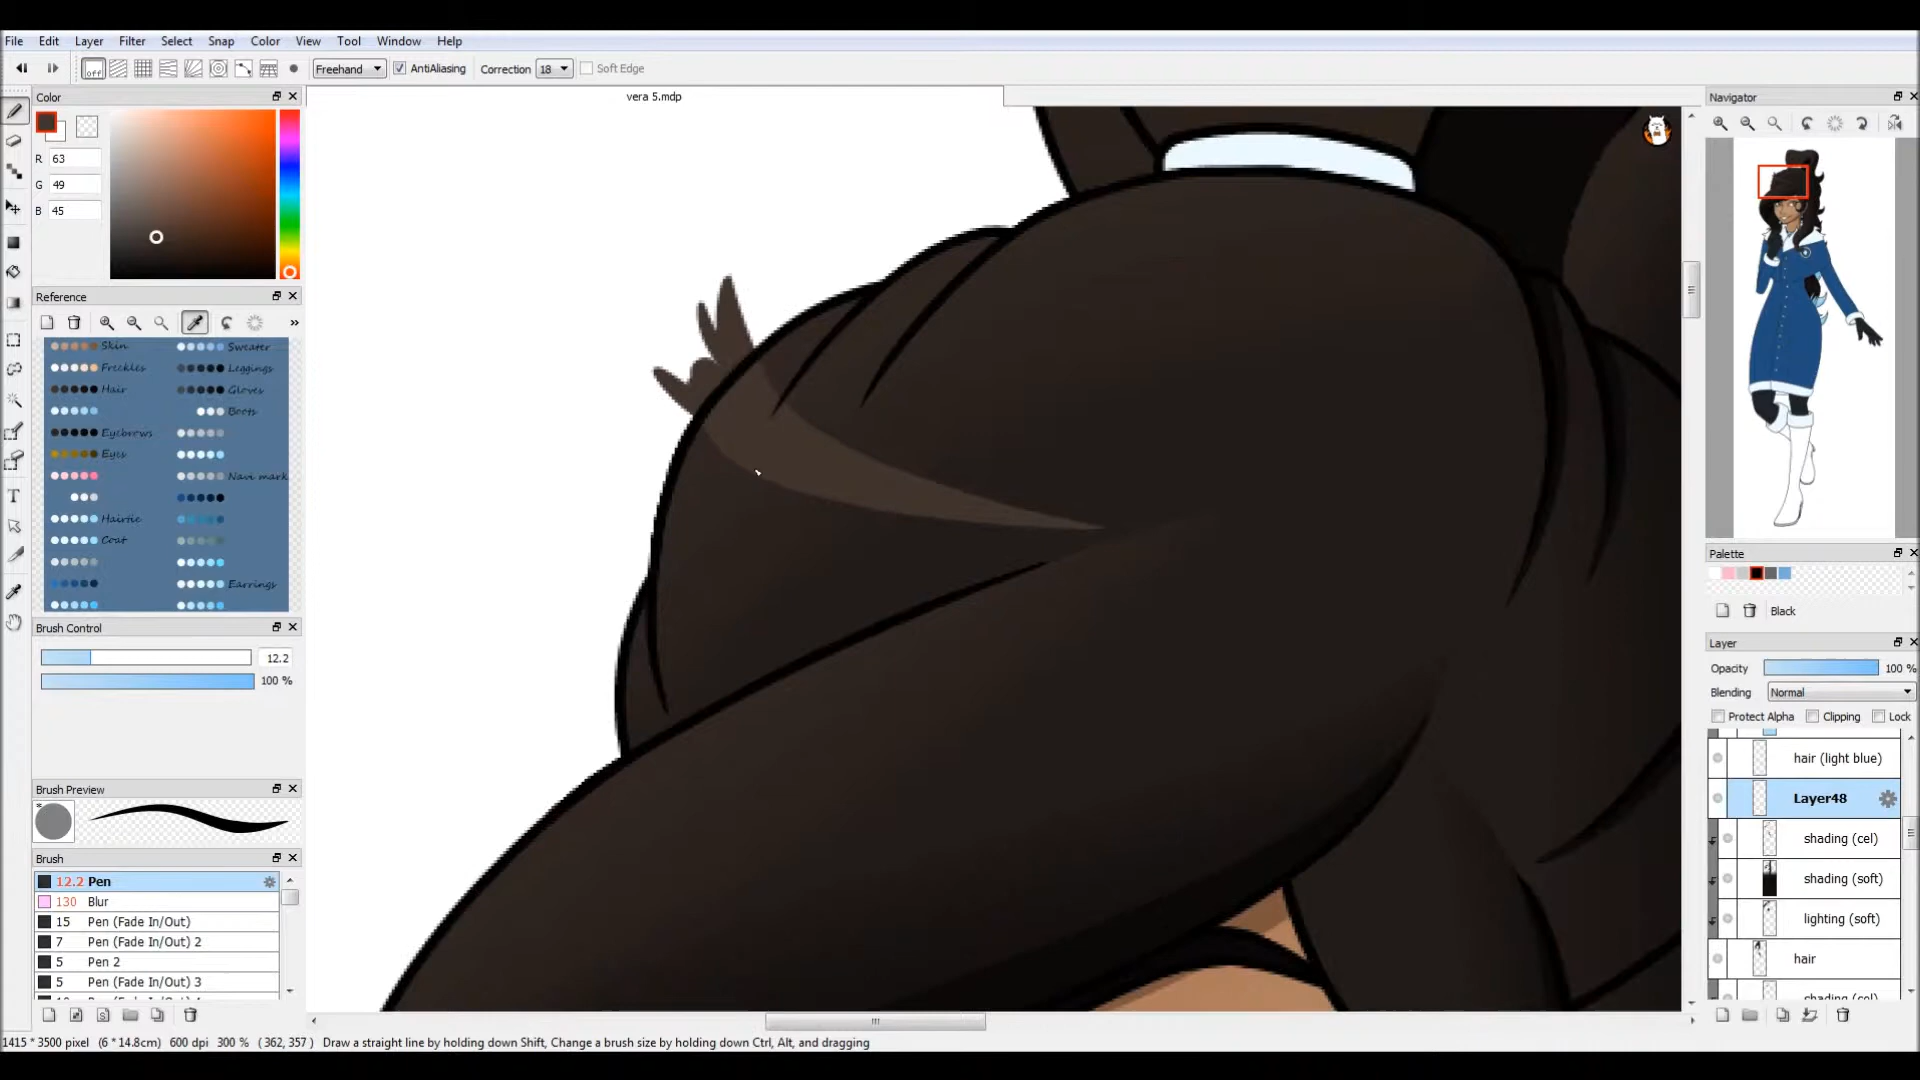 File Edit Layer Filter Select Snap Color View Tool Window Help
off Freehand AntiAliasing Correction 18 Soft Edge
Color
vera 5.mdp
Navigator
R 63
G 49
B 45
Reference
»
Skin Sweater
Freckles Leggings
Hair Gloves
Boots
Eyebrows
Eyes
Navi mark
Hairtie
Coat
Earrings
Brush Control
12.2
100 %
Brush Preview
Brush
12.2 Pen
130 Blur
15 Pen (Fade In/Out)
7 Pen (Fade In/Out) 2
5 Pen 2
5 Pen (Fade In/Out) 3
Palette
Black
Layer
Opacity 100 %
Blending Normal
Protect Alpha Clipping Lock
hair (light blue)
Layer48
shading (cel)
shading (soft)
lighting (soft)
hair
shading (cel)
1415 * 3500 pixel (6 * 14.8cm) 600 dpi 300 % ( 362, 357 ) Draw a straight line by holding down Shift, Change a brush size by holding down Ctrl, Alt, and dragging